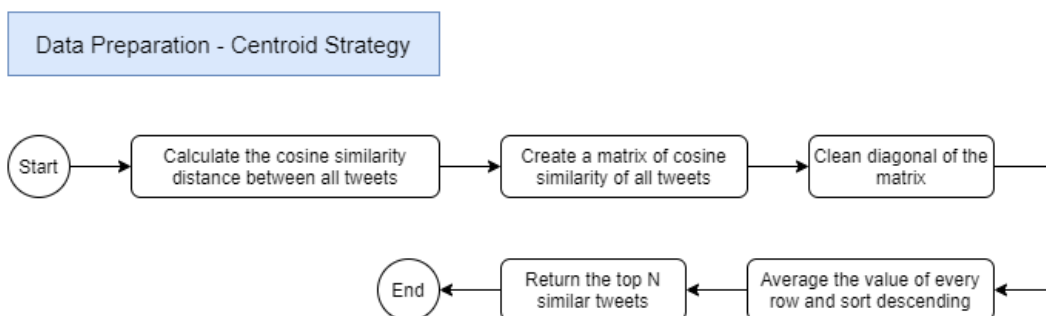 Data Preparation - Centroid Strategy
Start
Calculate the cosine similarity
distance between all tweets
Create a matrix of cosine
similarity of all tweets
Clean diagonal of the
matrix
Average the value of every
row and sort descending
Return the top N
similar tweets
End